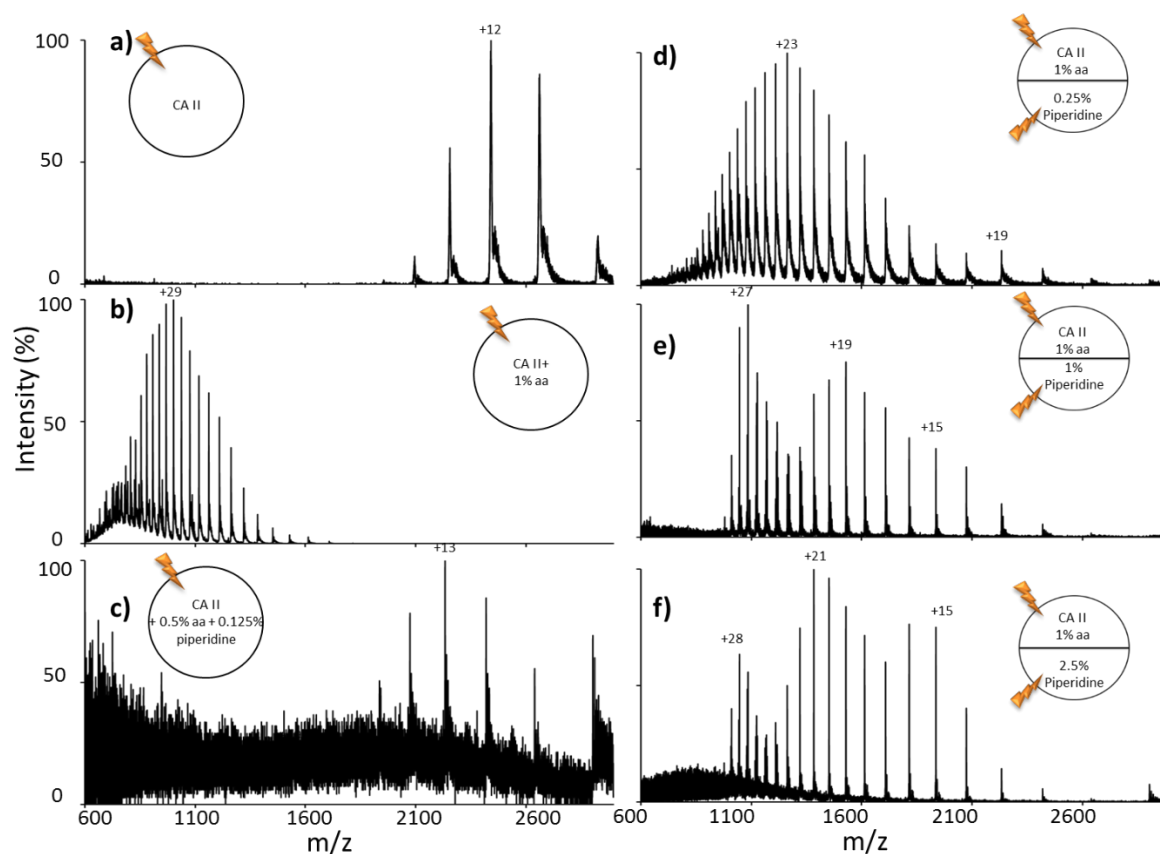 a)
+12
CA II
100
50
0
b)
+29
CA II+
1% aa
100
50
0
c)
+13
CA II
+ 0.5% aa + 0.125%
piperidine
100
50
0
Intensity (%)
600 1100 1600 2100 2600
m/z
d)
+23
+19
CA II
1% aa
0.25%
Piperidine
e)
+27
+19
+15
CA II
1% aa
1%
Piperidine
f)
+28
+21
+15
CA II
1% aa
2.5%
Piperidine
600 1100 1600 2100 2600
m/z